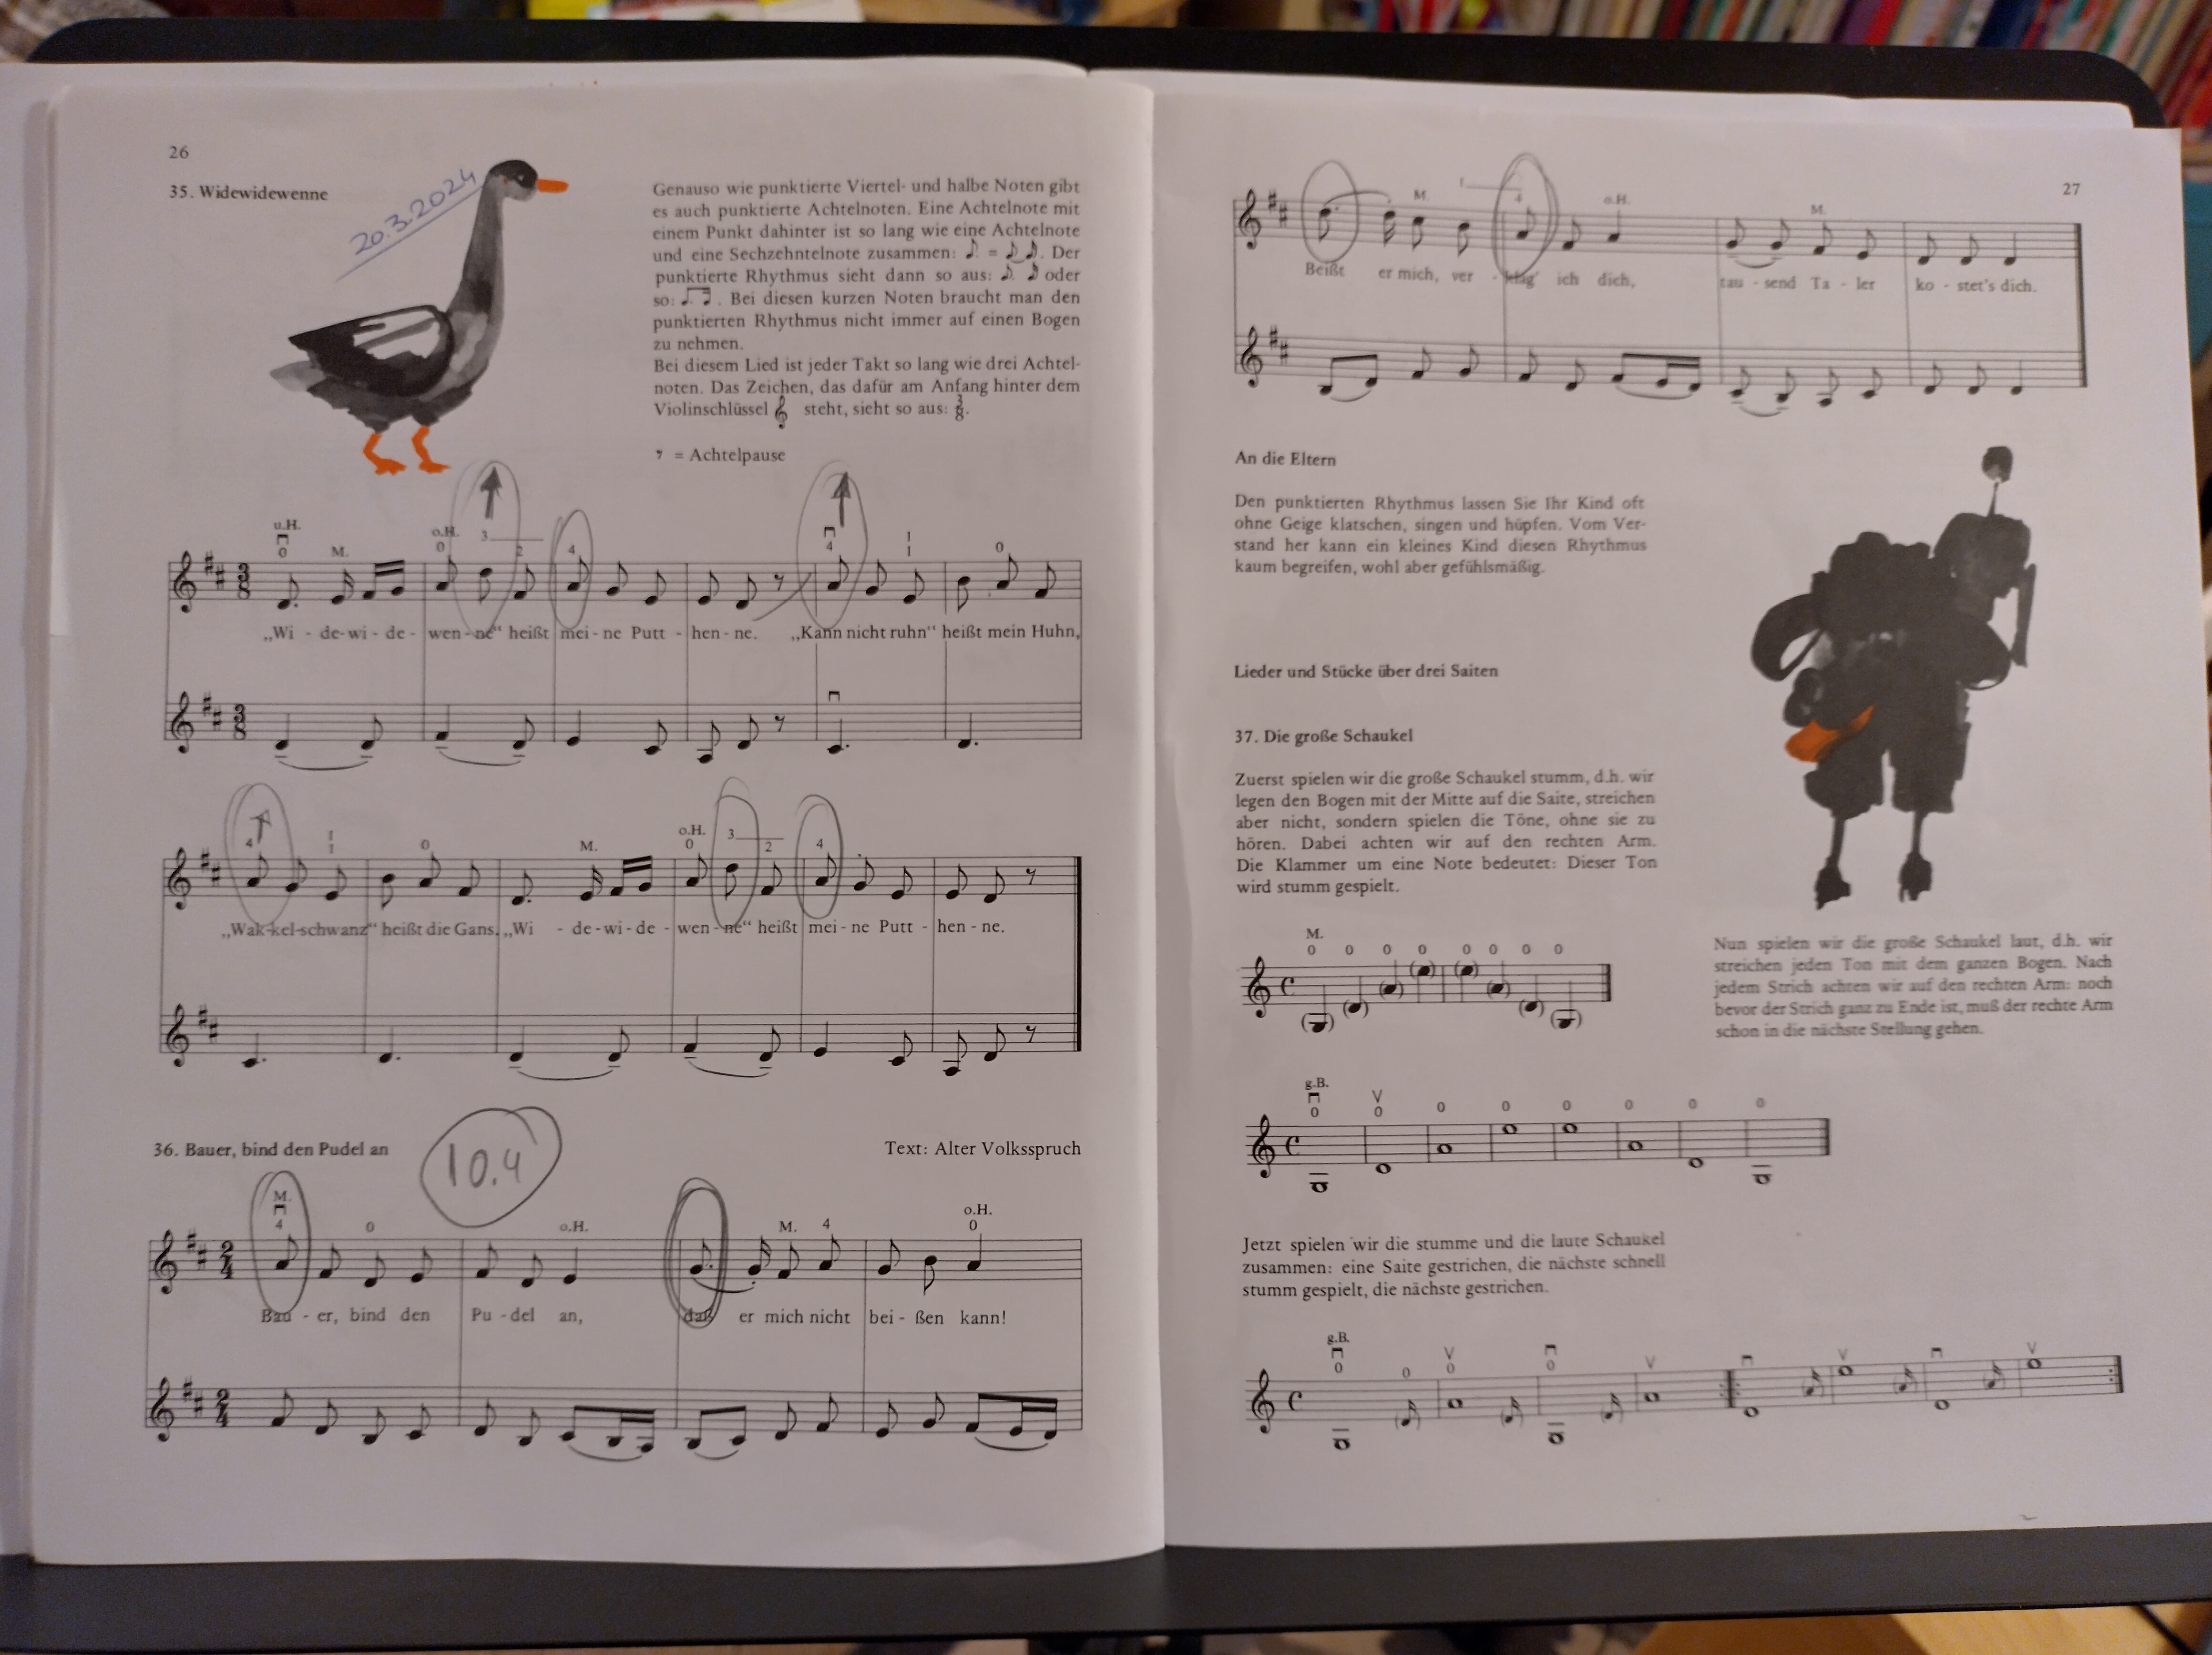 26
35. Widewidewenne
20.3.2024
Genauso wie punktierte Viertel- und halbe Noten gibt
es auch punktierte Achtelnoten. Eine Achtelnote mit
einem Punkt dahinter ist so lang wie eine Achtelnote
und eine Sechzehntelnote zusammen: ♪. = ♪ ♪. Der
punktierte Rhythmus sieht dann so aus: ♪. ♪ oder
so: ♫ . Bei diesen kurzen Noten braucht man den
punktierten Rhythmus nicht immer auf einen Bogen
zu nehmen.
Bei diesem Lied ist jeder Takt so lang wie drei Achtel-
noten. Das Zeichen, das dafür am Anfang hinter dem
Violinschlüssel 𝄞 steht, sieht so aus: 3/8.
= Achtelpause
u.H. o.H. 3
0 M. 0 2 4 4 1 1 0
3 8
„Wi - de-wi - de - wen - ne“ heißt mei - ne Putt - hen - ne. „Kann nicht ruhn“ heißt mein Huhn,
3 8
o.H. 3
4 1 1 0 M. 0 2 4
„Wak-kel-schwanz“ heißt die Gans. „Wi - de - wi - de - wen - ne“ heißt mei - ne Putt - hen - ne.
36. Bauer, bind den Pudel an
10.4
Text: Alter Volksspruch
M. o.H.
4 0 o.H. M. 4 0
2 4
Bau - er, bind den Pu - del an, daß er mich nicht bei - ßen kann!
2 4
27
M. 1 4 o.H. M.
Beißt er mich, ver - klag' ich dich, tau - send Ta - ler ko - stet's dich.
An die Eltern
Den punktierten Rhythmus lassen Sie Ihr Kind oft
ohne Geige klatschen, singen und hüpfen. Vom Ver-
stand her kann ein kleines Kind diesen Rhythmus
kaum begreifen, wohl aber gefühlsmäßig.
Lieder und Stücke über drei Saiten
37. Die große Schaukel
Zuerst spielen wir die große Schaukel stumm, d.h. wir
legen den Bogen mit der Mitte auf die Saite, streichen
aber nicht, sondern spielen die Töne, ohne sie zu
hören. Dabei achten wir auf den rechten Arm.
Die Klammer um eine Note bedeutet: Dieser Ton
wird stumm gespielt.
M.
0 0 0 0 0 0 0 0
Nun spielen wir die große Schaukel laut, d.h. wir
streichen jeden Ton mit dem ganzen Bogen. Nach
jedem Strich achten wir auf den rechten Arm: noch
bevor der Strich ganz zu Ende ist, muß der rechte Arm
schon in die nächste Stellung gehen.
g.B.
0 0 0 0 0 0 0 0
Jetzt spielen wir die stumme und die laute Schaukel
zusammen: eine Saite gestrichen, die nächste schnell
stumm gespielt, die nächste gestrichen.
g.B.
0 0 0 0